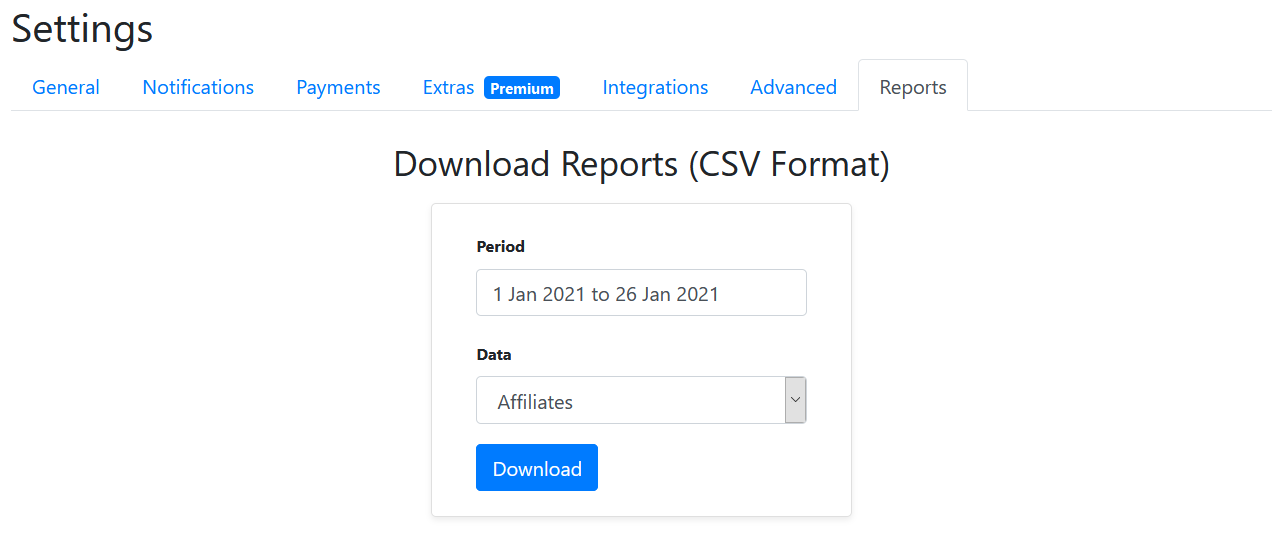 Settings
General Notifications Payments Extras Premium Integrations Advanced Reports
Download Reports (CSV Format)
Period
1 Jan 2021 to 26 Jan 2021
Data
Affiliates
Download